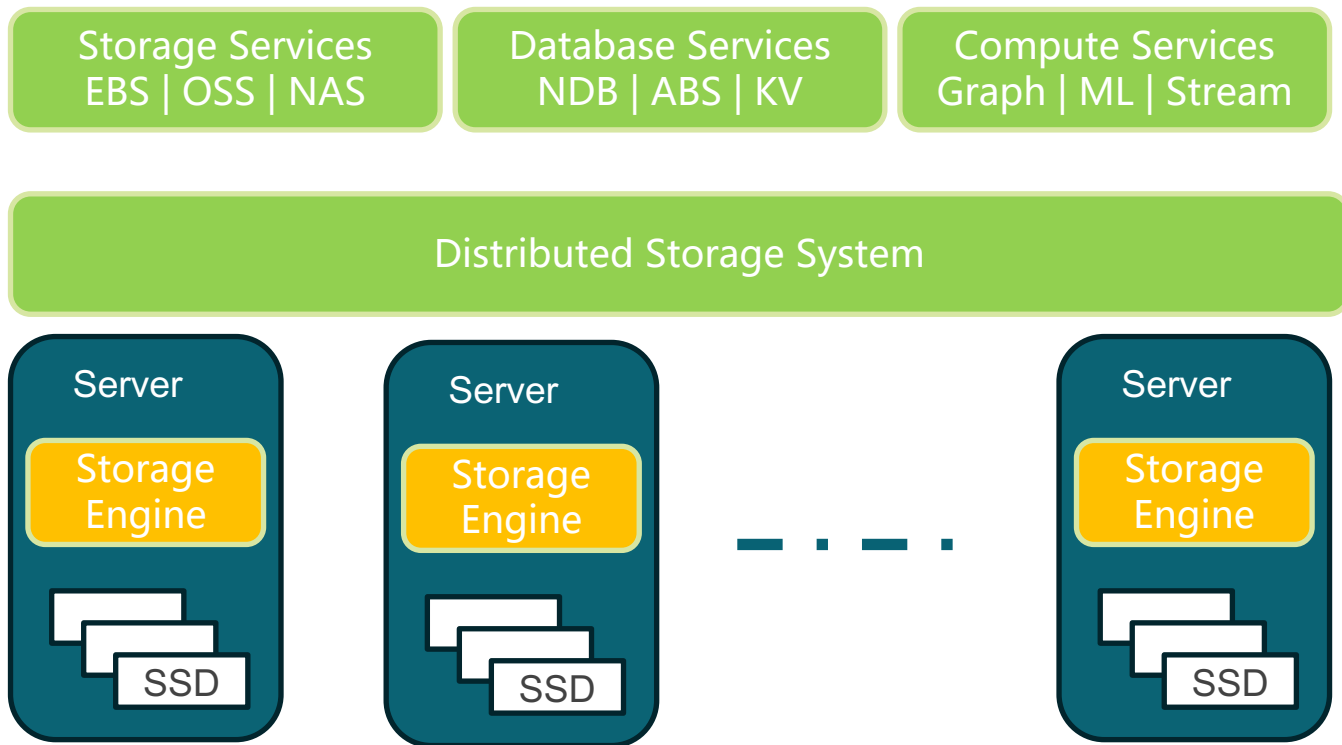 Storage Services
EBS | OSS | NAS
Database Services
NDB | ABS | KV
Compute Services
Graph | ML | Stream
Distributed Storage System
Server
Storage
Engine
SSD
Server
Storage
Engine
SSD
Server
Storage
Engine
SSD